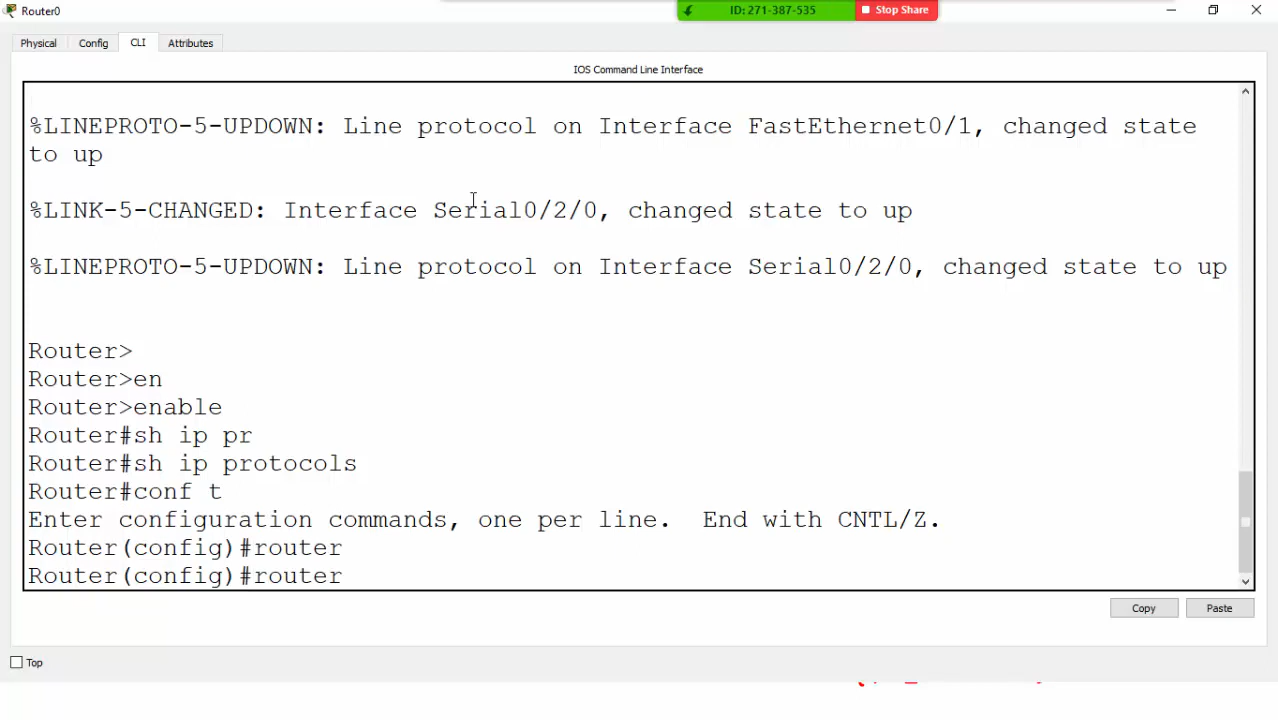 Router0
ID: 271-387-535
Stop Share
Physical
Config
CLI
Attributes
IOS Command Line Interface
%LINEPROTO-5-UPDOWN: Line protocol on Interface FastEthernet0/1, changed state
to up
%LINK-5-CHANGED: Interface Serial0/2/0, changed state to up
%LINEPROTO-5-UPDOWN: Line protocol on Interface Serial0/2/0, changed state to up
Router>
Router>en
Router>enable
Router#sh ip pr
Router#sh ip protocols
Router#conf t
Enter configuration commands, one per line.  End with CNTL/Z.
Router(config)#router
Router(config)#router
Copy
Paste
Top